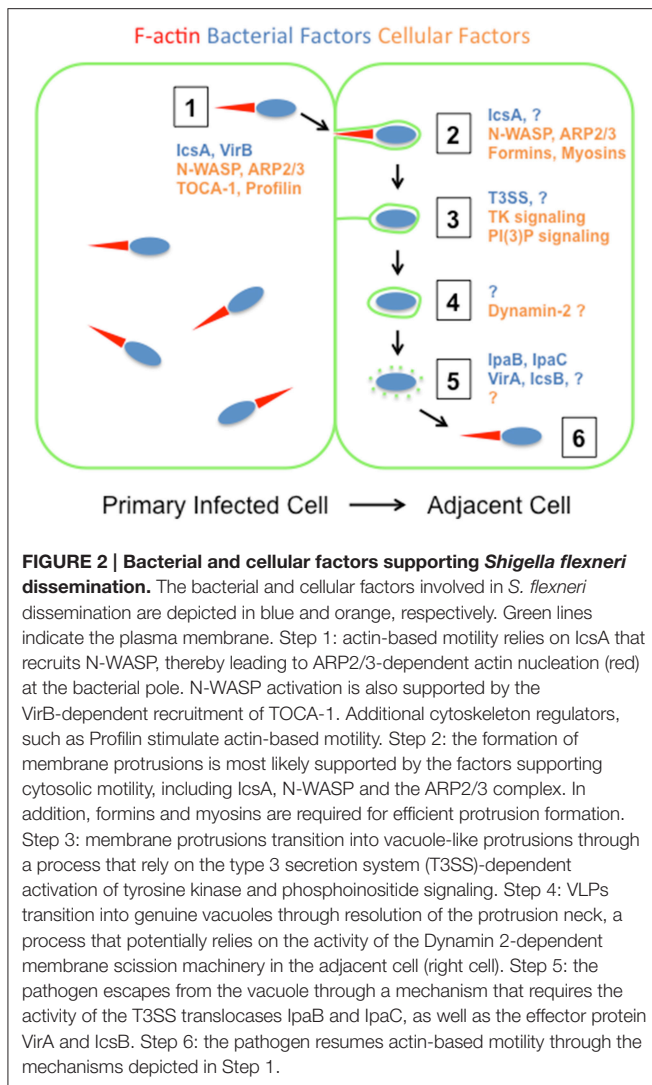 F-actin Bacterial Factors Cellular Factors
1
IcsA, VirB
N-WASP, ARP2/3
TOCA-1, Profilin
2
IcsA, ?
N-WASP, ARP2/3
Formins, Myosins
3
T3SS, ?
TK signaling
PI(3)P signaling
4
?
Dynamin-2 ?
5
IpaB, IpaC
VirA, IcsB, ?
?
6
Primary Infected Cell
Adjacent Cell
FIGURE 2 | Bacterial and cellular factors supporting Shigella flexneri
dissemination. The bacterial and cellular factors involved in S. flexneri
dissemination are depicted in blue and orange, respectively. Green lines
indicate the plasma membrane. Step 1: actin-based motility relies on IcsA that
recruits N-WASP, thereby leading to ARP2/3-dependent actin nucleation (red)
at the bacterial pole. N-WASP activation is also supported by the
VirB-dependent recruitment of TOCA-1. Additional cytoskeleton regulators,
such as Profilin stimulate actin-based motility. Step 2: the formation of
membrane protrusions is most likely supported by the factors supporting
cytosolic motility, including IcsA, N-WASP and the ARP2/3 complex. In
addition, formins and myosins are required for efficient protrusion formation.
Step 3: membrane protrusions transition into vacuole-like protrusions through
a process that rely on the type 3 secretion system (T3SS)-dependent
activation of tyrosine kinase and phosphoinositide signaling. Step 4: VLPs
transition into genuine vacuoles through resolution of the protrusion neck, a
process that potentially relies on the activity of the Dynamin 2-dependent
membrane scission machinery in the adjacent cell (right cell). Step 5: the
pathogen escapes from the vacuole through a mechanism that requires the
activity of the T3SS translocases IpaB and IpaC, as well as the effector protein
VirA and IcsB. Step 6: the pathogen resumes actin-based motility through the
mechanisms depicted in Step 1.